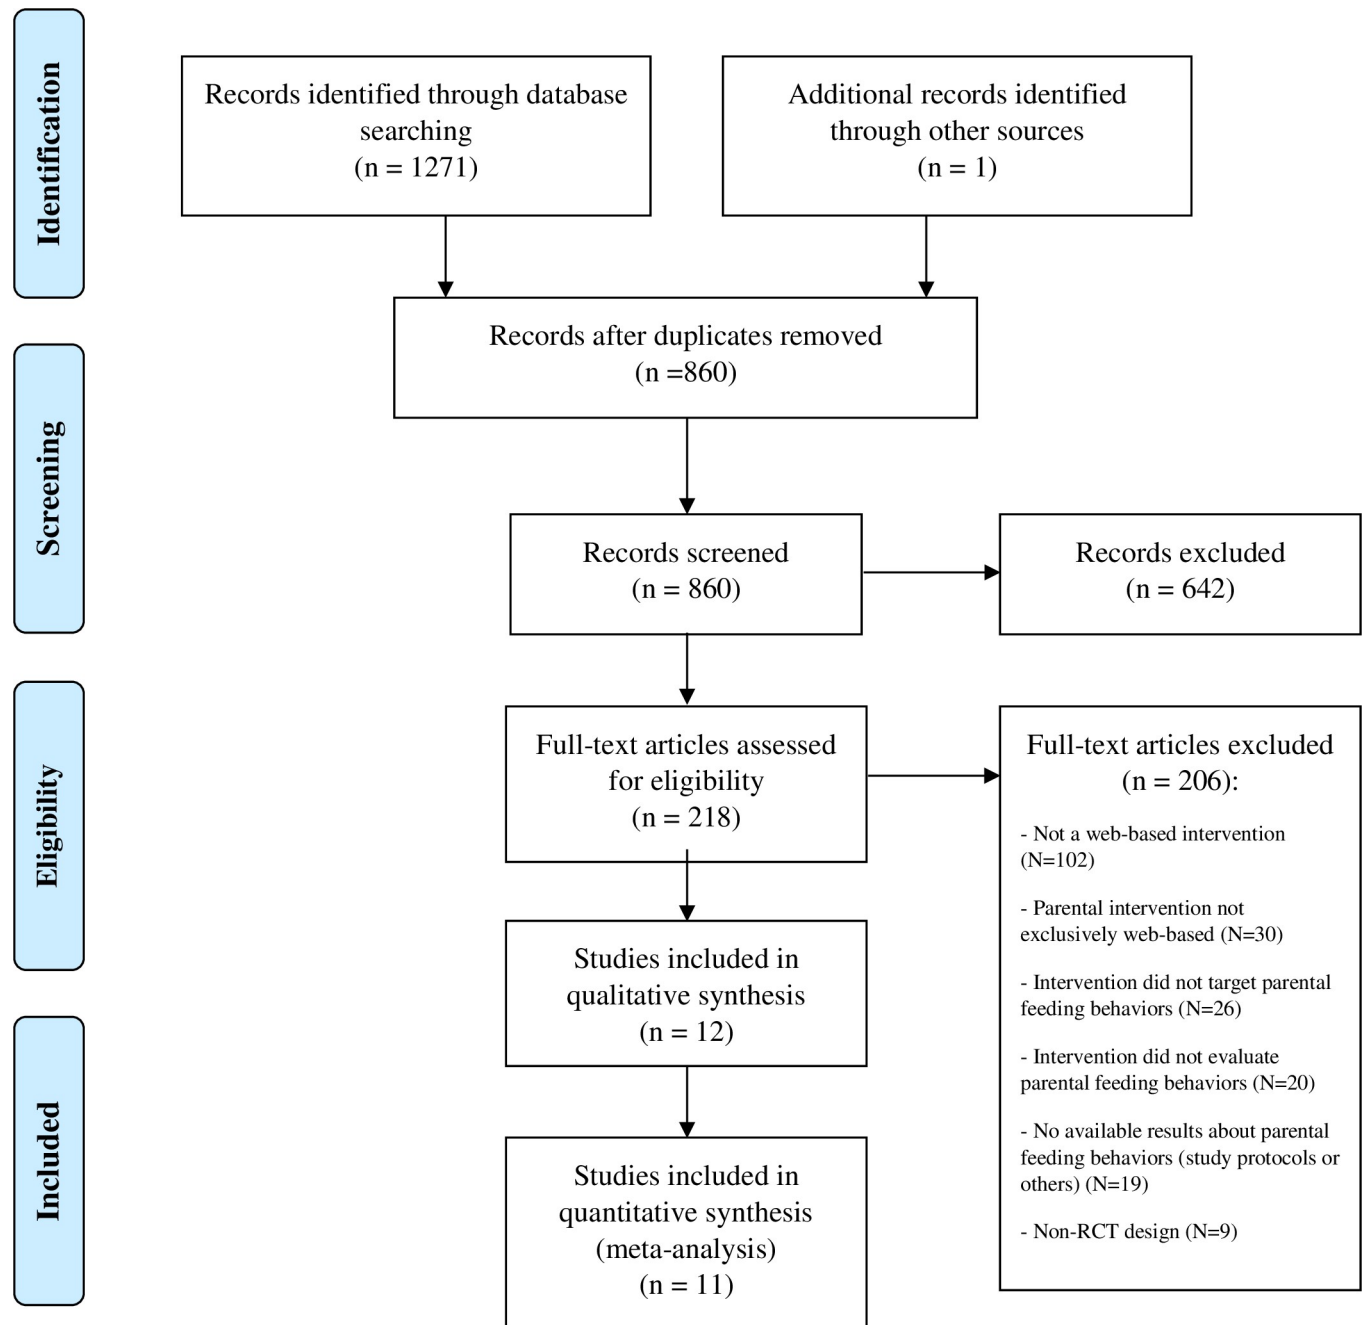 Identification
Records identified through database
searching
(n = 1271)
Additional records identified
through other sources
(n = 1)
Records after duplicates removed
(n =860)
Screening
Records screened
(n = 860)
Records excluded
(n = 642)
Eligibility
Full-text articles assessed
for eligibility
(n = 218)
Full-text articles excluded
(n = 206):
- Not a web-based intervention
(N=102)
- Parental intervention not
exclusively web-based (N=30)
- Intervention did not target parental
feeding behaviors (N=26)
- Intervention did not evaluate
parental feeding behaviors (N=20)
- No available results about parental
feeding behaviors (study protocols or
others) (N=19)
- Non-RCT design (N=9)
Studies included in
qualitative synthesis
(n = 12)
Included
Studies included in
quantitative synthesis
(meta-analysis)
(n = 11)